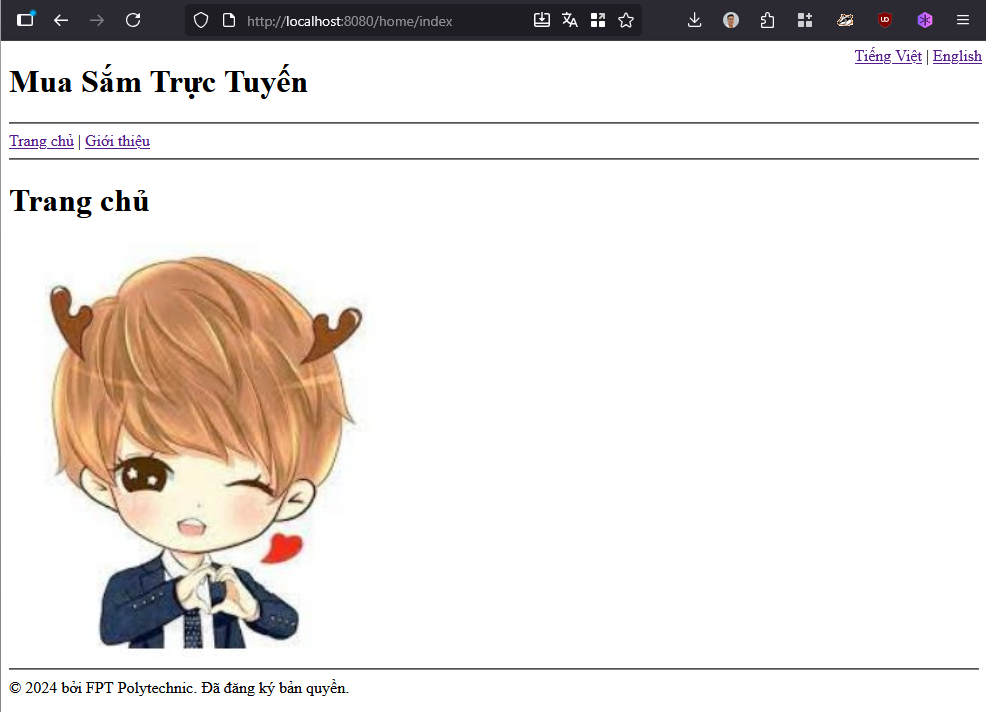 http://localhost:8080/home/index
Tiếng Việt | English
Mua Sắm Trực Tuyến
Trang chủ | Giới thiệu
Trang chủ
© 2024 bởi FPT Polytechnic. Đã đăng ký bản quyền.